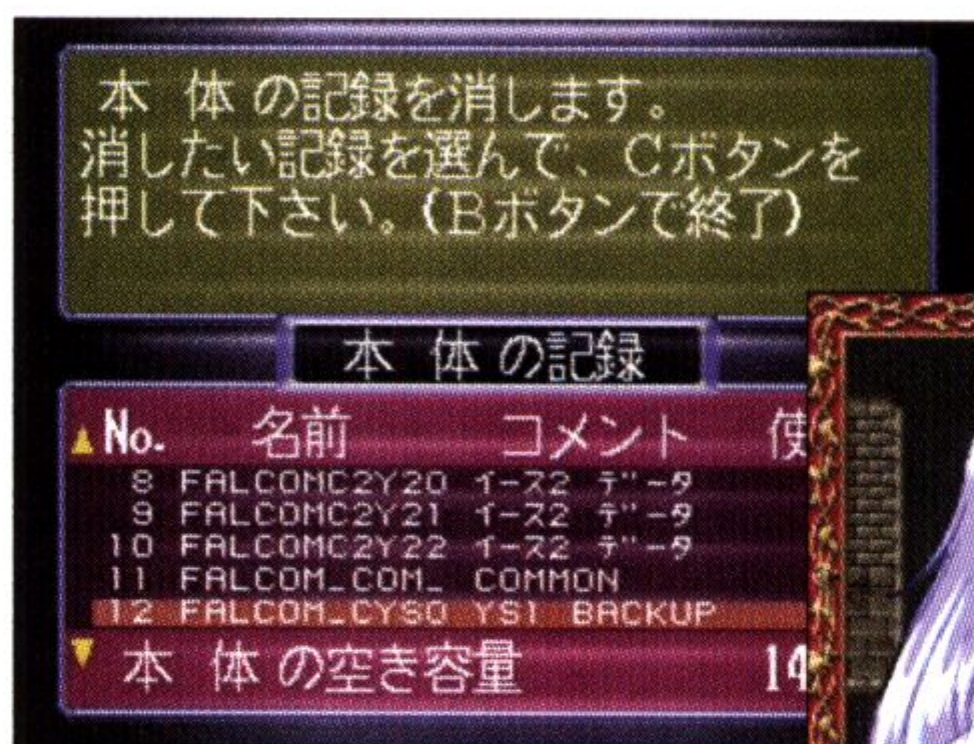 本 体 の記録を消します。
消したい記録を選んで、Cボタンを
押して下さい。(Bボタンで終了)
本 体 の記録
▲ No. 名前 コメント 使
8 FALCOMC2Y20 イース2 データ
9 FALCOMC2Y21 イース2 データ
10 FALCOMC2Y22 イース2 データ
11 FALCOM_COM_ COMMON
12 FALCOM_CYS0 YS1 BACKUP
▼ 本 体 の空き容量 14